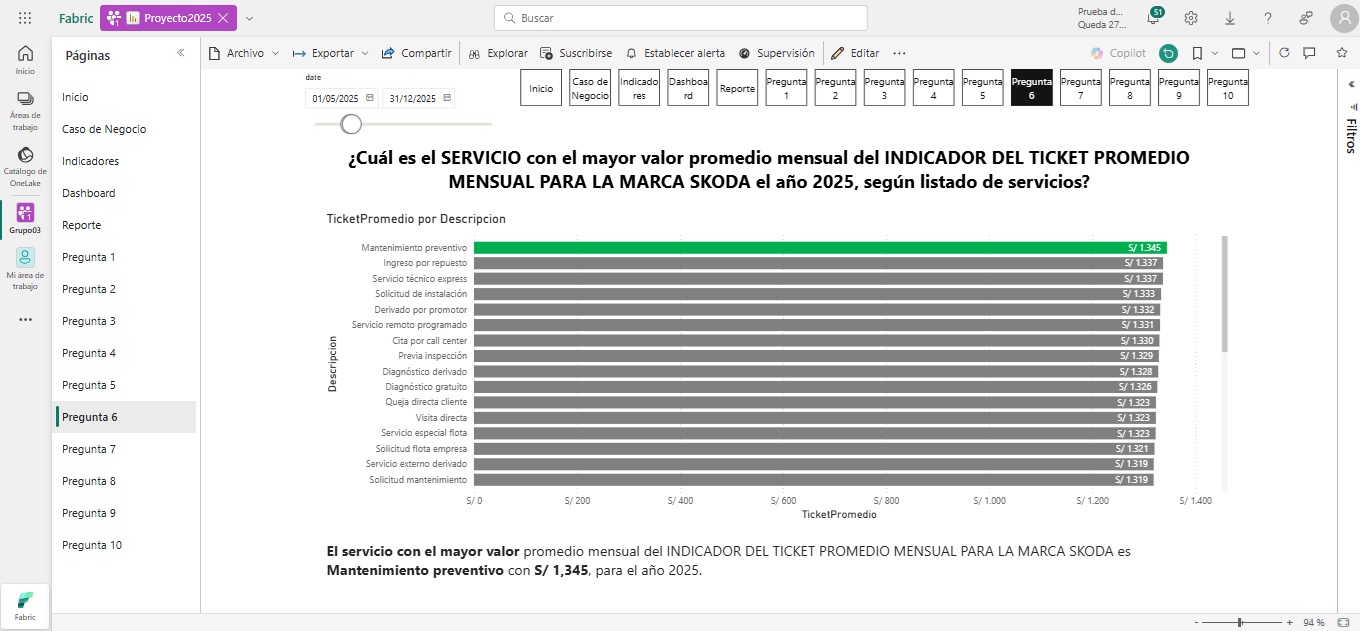 Fabric
Proyecto2025
Buscar
Prueba d...
Queda 27...
51
Inicio
Áreas de trabajo
Catálogo de OneLake
Grupo03
Mi área de trabajo
Fabric
Páginas
Inicio
Caso de Negocio
Indicadores
Dashboard
Reporte
Pregunta 1
Pregunta 2
Pregunta 3
Pregunta 4
Pregunta 5
Pregunta 6
Pregunta 7
Pregunta 8
Pregunta 9
Pregunta 10
Archivo
Exportar
Compartir
Explorar
Suscribirse
Establecer alerta
Supervisión
Editar
Copilot
date
01/05/2025
31/12/2025
Inicio
Caso de Negocio
Indicado res
Dashboa rd
Reporte
Pregunta 1
Pregunta 2
Pregunta 3
Pregunta 4
Pregunta 5
Pregunta 6
Pregunta 7
Pregunta 8
Pregunta 9
Pregunta 10
Filtros
¿Cuál es el SERVICIO con el mayor valor promedio mensual del INDICADOR DEL TICKET PROMEDIO
MENSUAL PARA LA MARCA SKODA el año 2025, según listado de servicios?
TicketPromedio por Descripcion
Descripcion
Mantenimiento preventivo S/ 1.345
Ingreso por repuesto S/ 1.337
Servicio técnico express S/ 1.337
Solicitud de instalación S/ 1.333
Derivado por promotor S/ 1.332
Servicio remoto programado S/ 1.331
Cita por call center S/ 1.330
Previa inspección S/ 1.329
Diagnóstico derivado S/ 1.328
Diagnóstico gratuito S/ 1.326
Queja directa cliente S/ 1.323
Visita directa S/ 1.323
Servicio especial flota S/ 1.323
Solicitud flota empresa S/ 1.321
Servicio externo derivado S/ 1.319
Solicitud mantenimiento S/ 1.319
S/ 0 S/ 200 S/ 400 S/ 600 S/ 800 S/ 1.000 S/ 1.200 S/ 1.400
TicketPromedio
El servicio con el mayor valor promedio mensual del INDICADOR DEL TICKET PROMEDIO MENSUAL PARA LA MARCA SKODA es
Mantenimiento preventivo con S/ 1,345, para el año 2025.
94 %